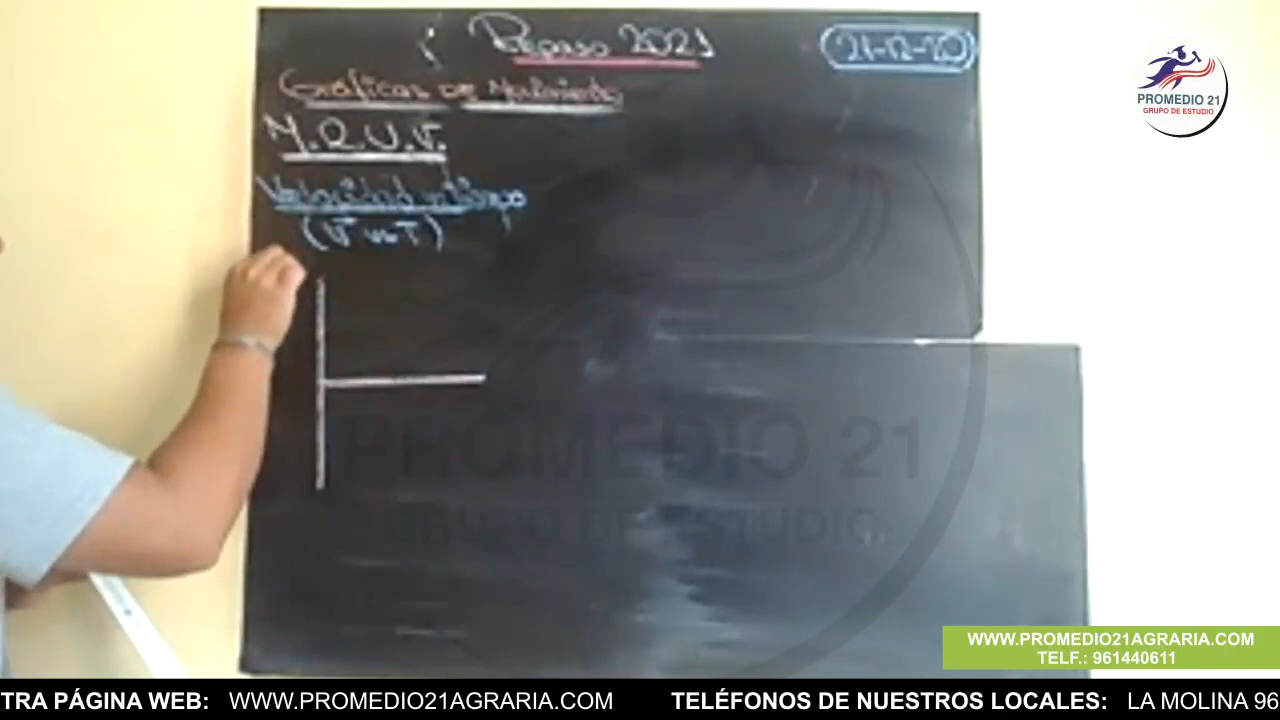 Repaso 2021
21-12-20
Gráficas de Movimiento
M.R.U.V.
Velocidad vs tiempo
(V vs T)
PROMEDIO 21
GRUPO DE ESTUDIO
PROMEDIO 21
GRUPO DE ESTUDIO
WWW.PROMEDIO21AGRARIA.COM
TELF.: 961440611
TRA PÁGINA WEB: WWW.PROMEDIO21AGRARIA.COM TELÉFONOS DE NUESTROS LOCALES: LA MOLINA 96